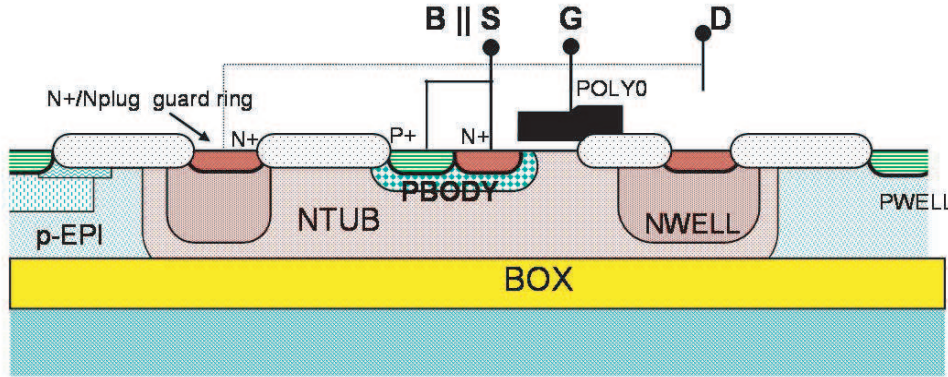 B || S G D
N+/Nplug guard ring
POLY0
N+ P+ N+
PBODY
PWELL
NTUB NWELL
p-EPI
BOX